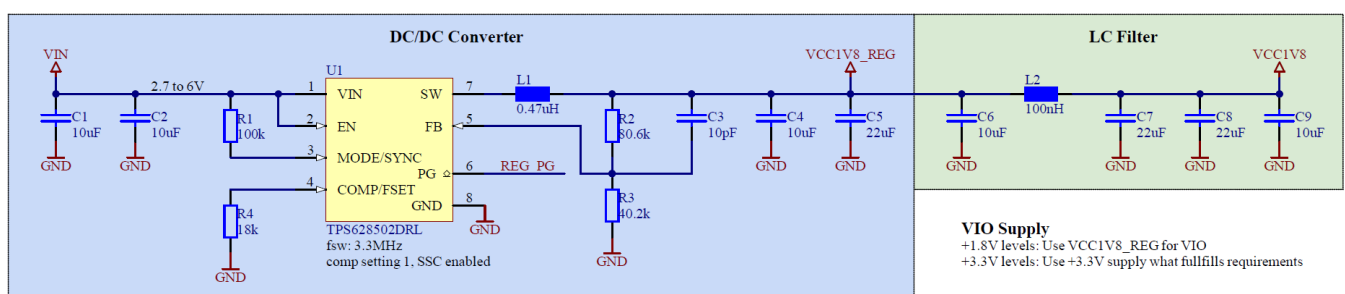 DC/DC Converter
LC Filter
VIN
U1
VCC1V8_REG
VCC1V8
2.7 to 6V
1
VIN
SW
7
L1
0.47uH
L2
100nH
C1
10uF
C2
10uF
R1
100k
2
EN
FB
5
R2
80.6k
C3
10pF
C4
10uF
C5
22uF
C6
10uF
C7
22uF
C8
22uF
C9
10uF
3
MODE/SYNC
PG
6
REG_PG
GND
GND
GND
GND
GND
GND
GND
GND
4
COMP/FSET
GND
8
R4
18k
R3
40.2k
GND
TPS628502DRL
fsw: 3.3MHz
comp setting 1, SSC enabled
GND
GND
VIO Supply
+1.8V levels: Use VCC1V8_REG for VIO
+3.3V levels: Use +3.3V supply what fullfills requirements